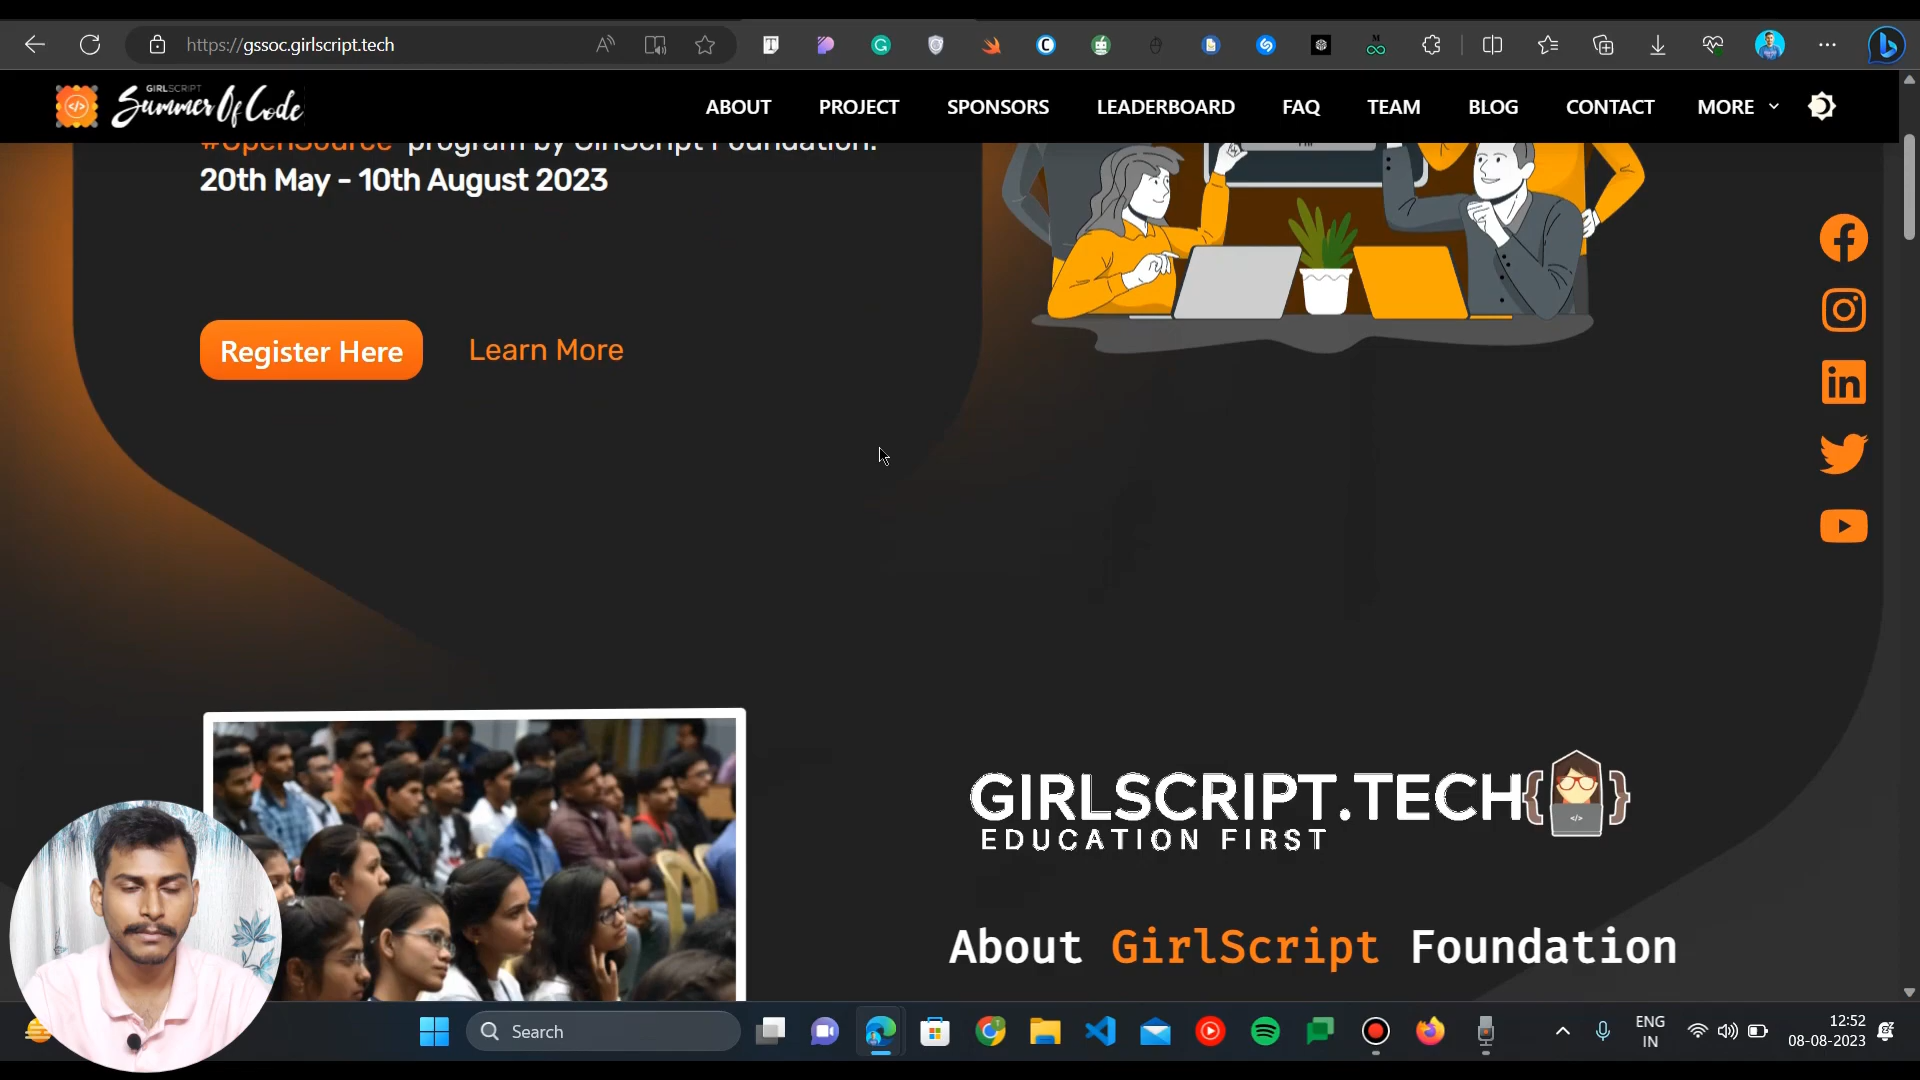 https://gssoc.girlscript.tech
GIRLSCRIPT
Summer Of Code
ABOUT
PROJECT
SPONSORS
LEADERBOARD
FAQ
TEAM
BLOG
CONTACT
MORE
#OpenSource program by GirlScript Foundation.
20th May - 10th August 2023
Register Here
Learn More
GIRLSCRIPT.TECH
EDUCATION FIRST
About GirlScript Foundation
Search
ENG
IN
12:52
08-08-2023